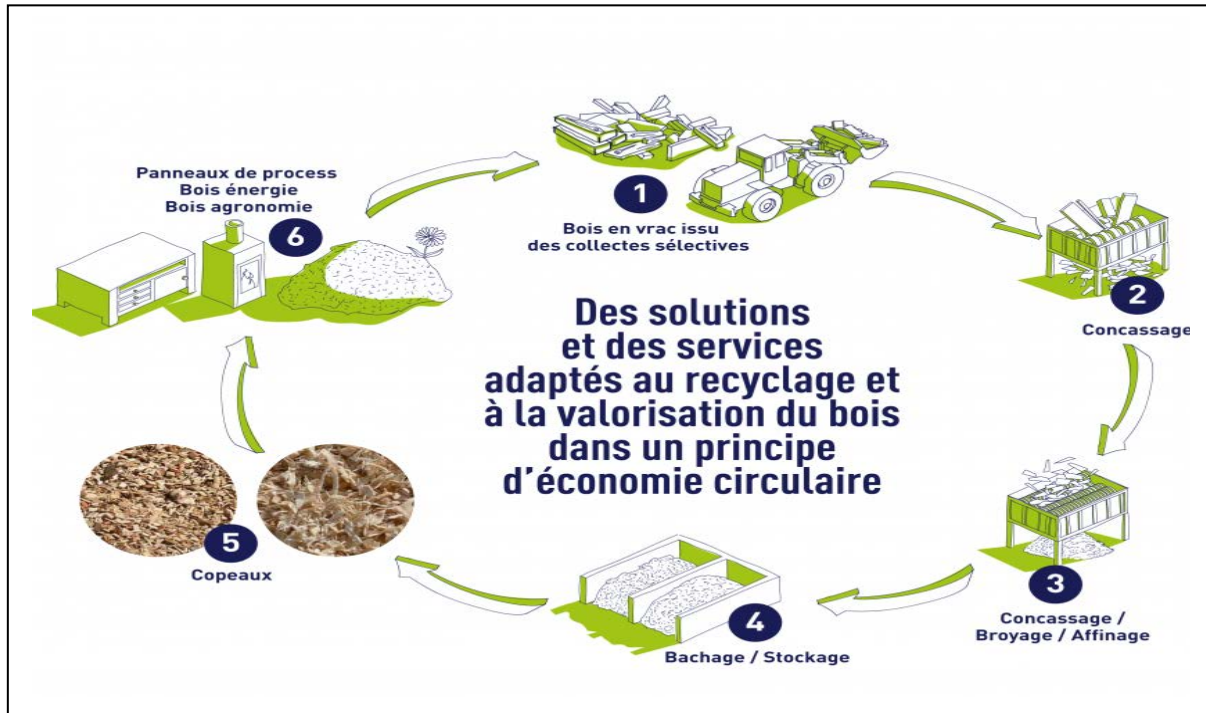 1
Bois en vrac issu
des collectes sélectives
2
Concassage
3
Concassage /
Broyage / Affinage
4
Bachage / Stockage
5
Copeaux
Panneaux de process
Bois énergie
Bois agronomie
6
Des solutions
et des services
adaptés au recyclage et
à la valorisation du bois
dans un principe
d'économie circulaire